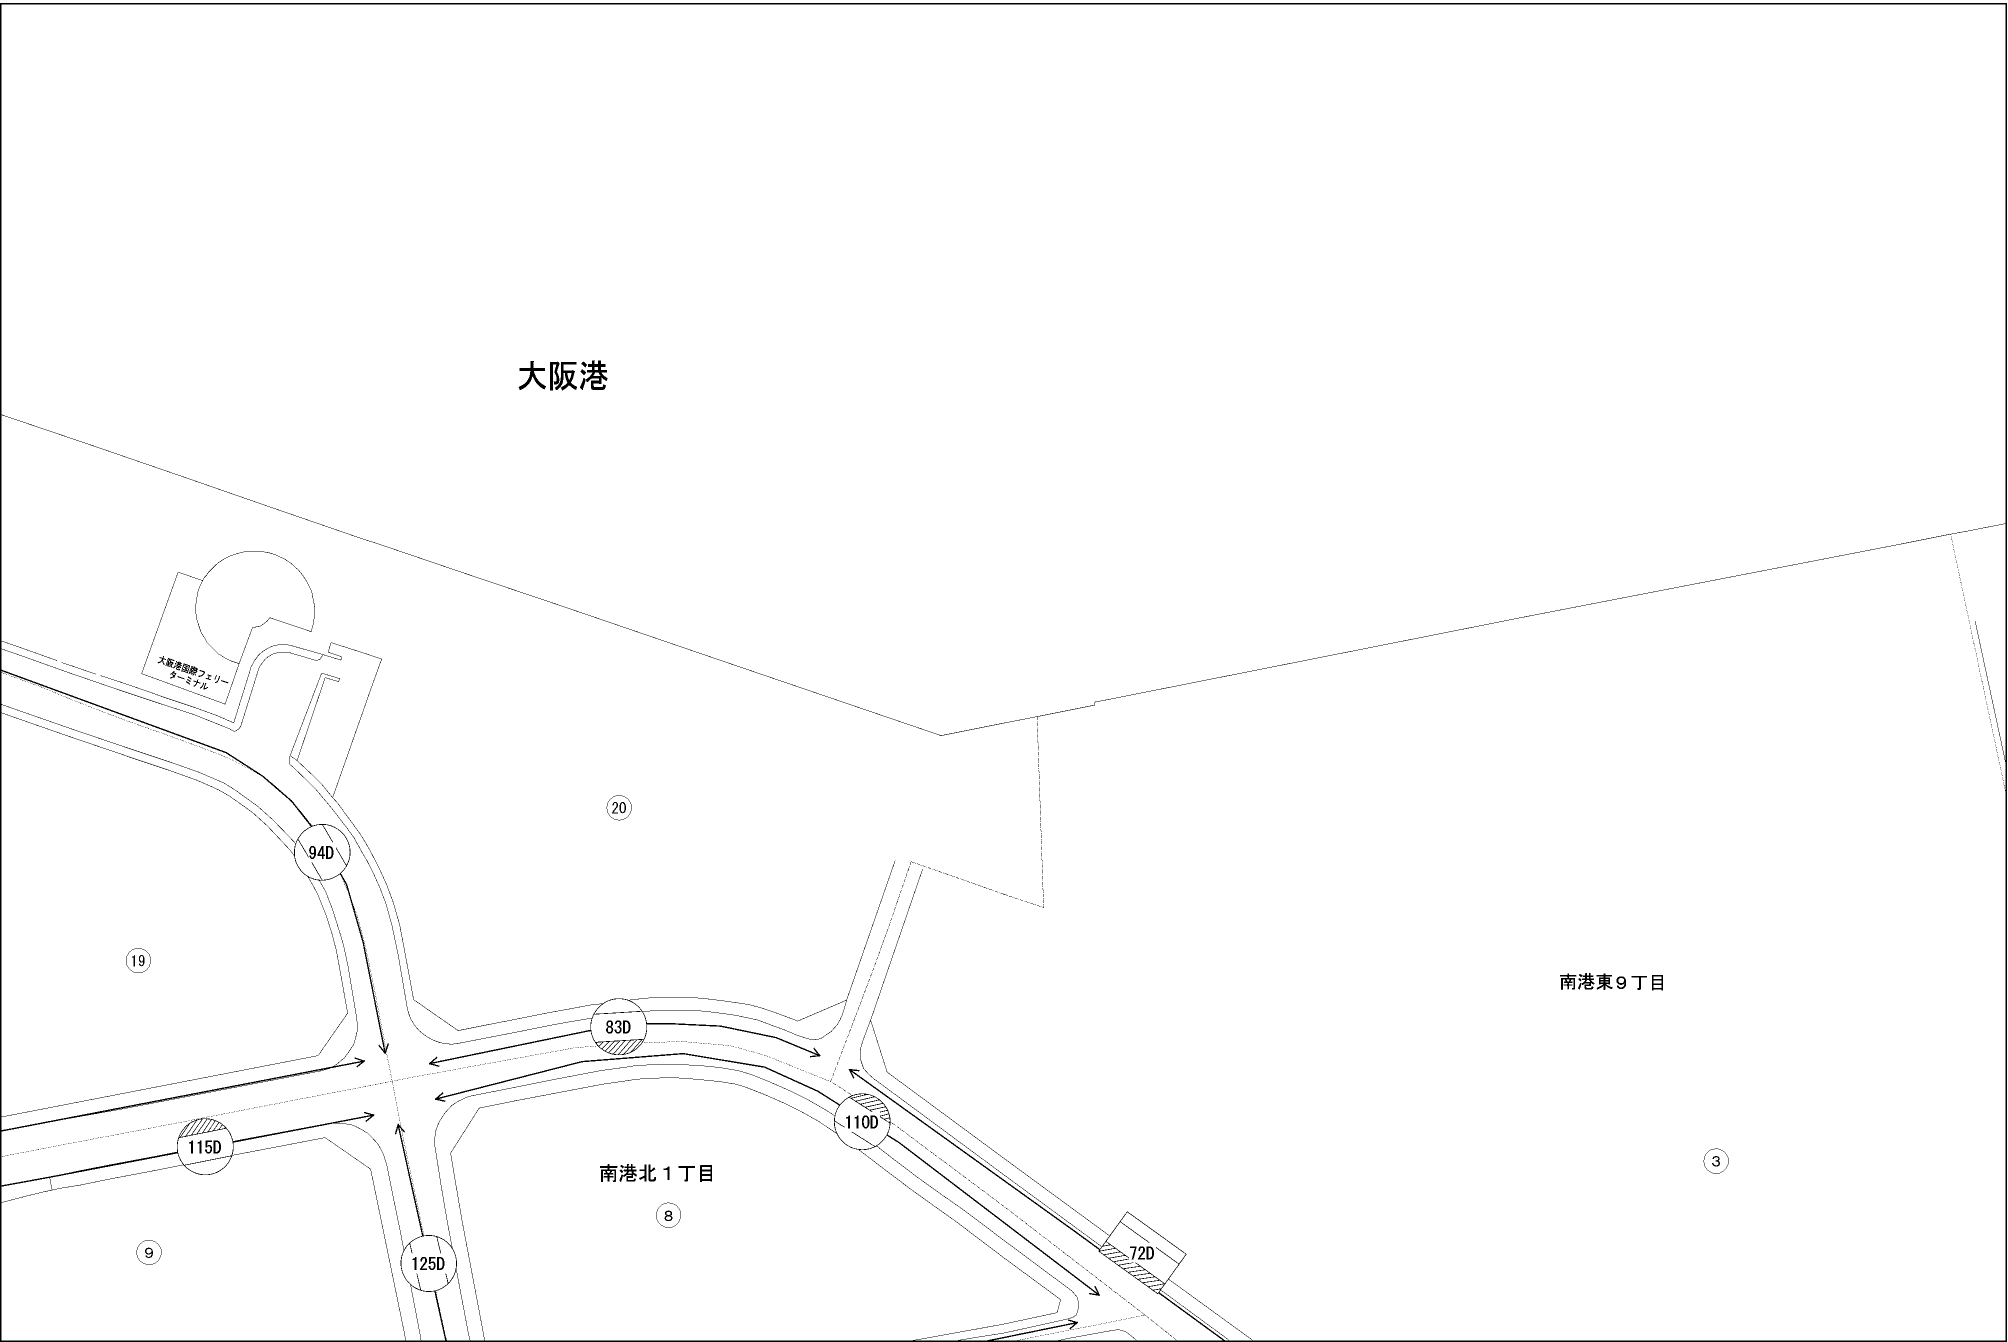 大阪港
大阪港国際フェリー
ターミナル
20
94D
19
南港東9丁目
83D
110D
115D
3
南港北1丁目
8
9
72D
125D